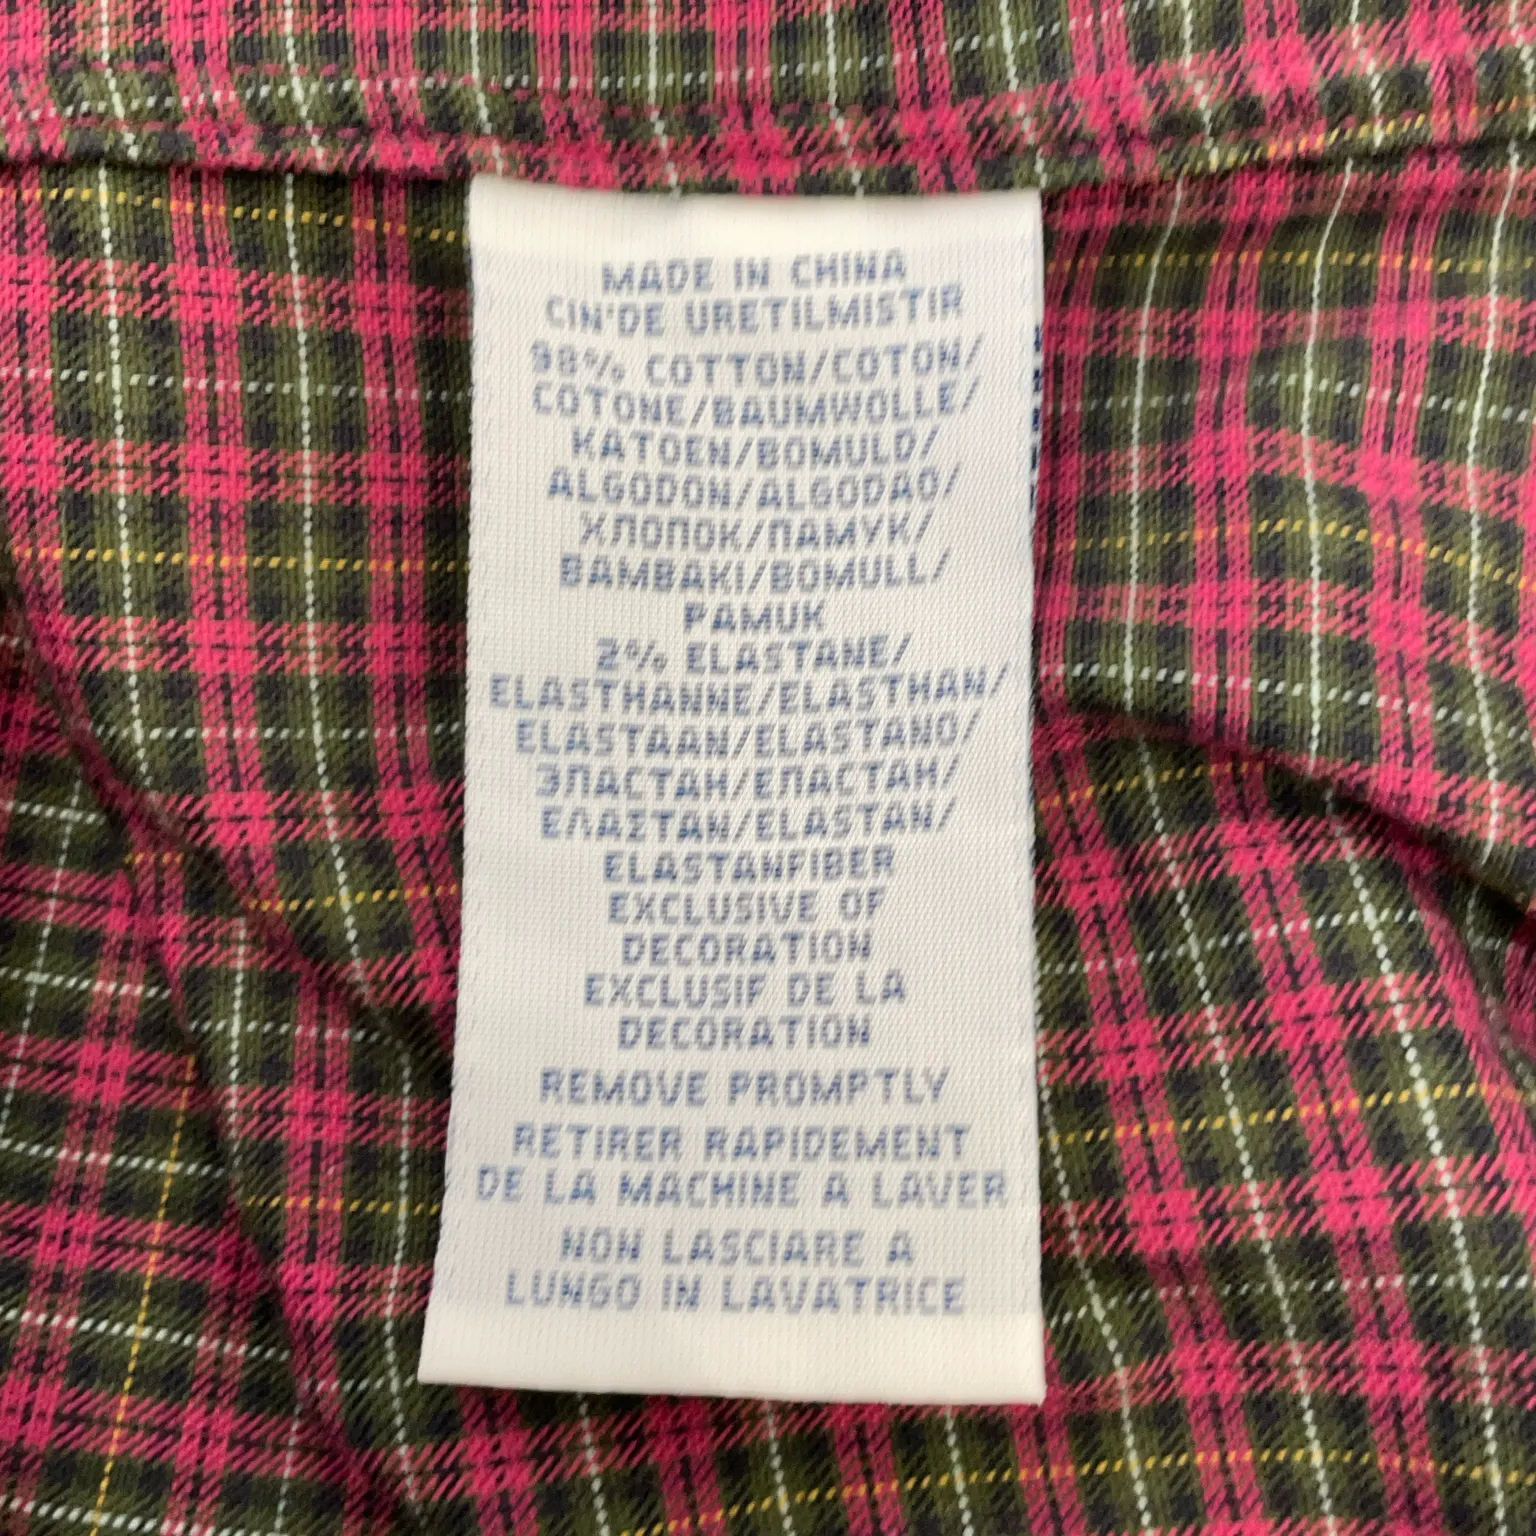 MADE IN CHINA
CIN'DE URETILMISTIR
98% COTTON/COTON/
COTONE/BAUMWOLLE/
KATOEN/BOMULD/
ALGODON/ALGODAO/
ХЛОПОК/ПАМУК/
BAMBAKI/BOMULL/
PAMUK
2% ELASTANE/
ELASTHANNE/ELASTHAN/
ELASTAAN/ELASTANO/
ЭЛАСТАН/ЕЛАСТАН/
ΕΛΑΣΤΑΝ/ELASTAN/
ELASTANFIBER
EXCLUSIVE OF
DECORATION
EXCLUSIF DE LA
DECORATION
REMOVE PROMPTLY
RETIRER RAPIDEMENT
DE LA MACHINE A LAVER
NON LASCIARE A
LUNGO IN LAVATRICE